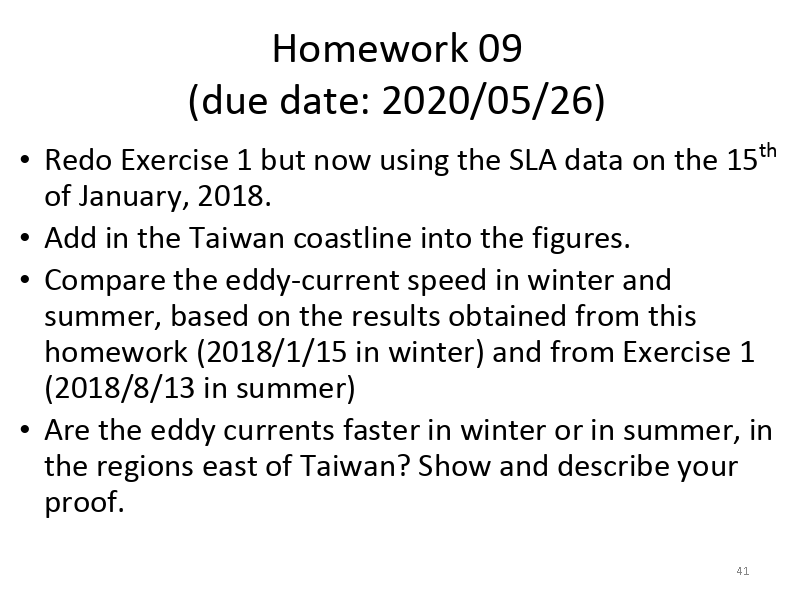 Homework 09
(due date: 2020/05/26)
• Redo Exercise 1 but now using the SLA data on the 15th
of January, 2018.
• Add in the Taiwan coastline into the figures.
• Compare the eddy-current speed in winter and
summer, based on the results obtained from this
homework (2018/1/15 in winter) and from Exercise 1
(2018/8/13 in summer)
• Are the eddy currents faster in winter or in summer, in
the regions east of Taiwan? Show and describe your
proof.
41